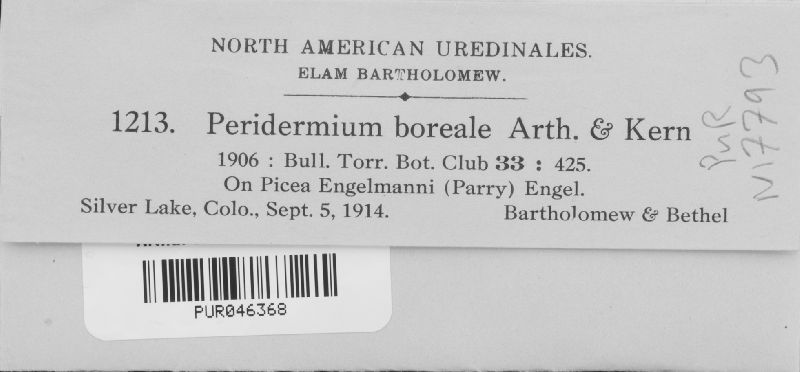 NORTH AMERICAN UREDINALES.
ELAM BARTHOLOMEW.
1213. Peridermium boreale Arth. & Kern
1906 : Bull. Torr. Bot. Club 33 : 425.
On Picea Engelmanni (Parry) Engel.
Silver Lake, Colo., Sept. 5, 1914. Bartholomew & Bethel
PUR
N17793
PUR046368